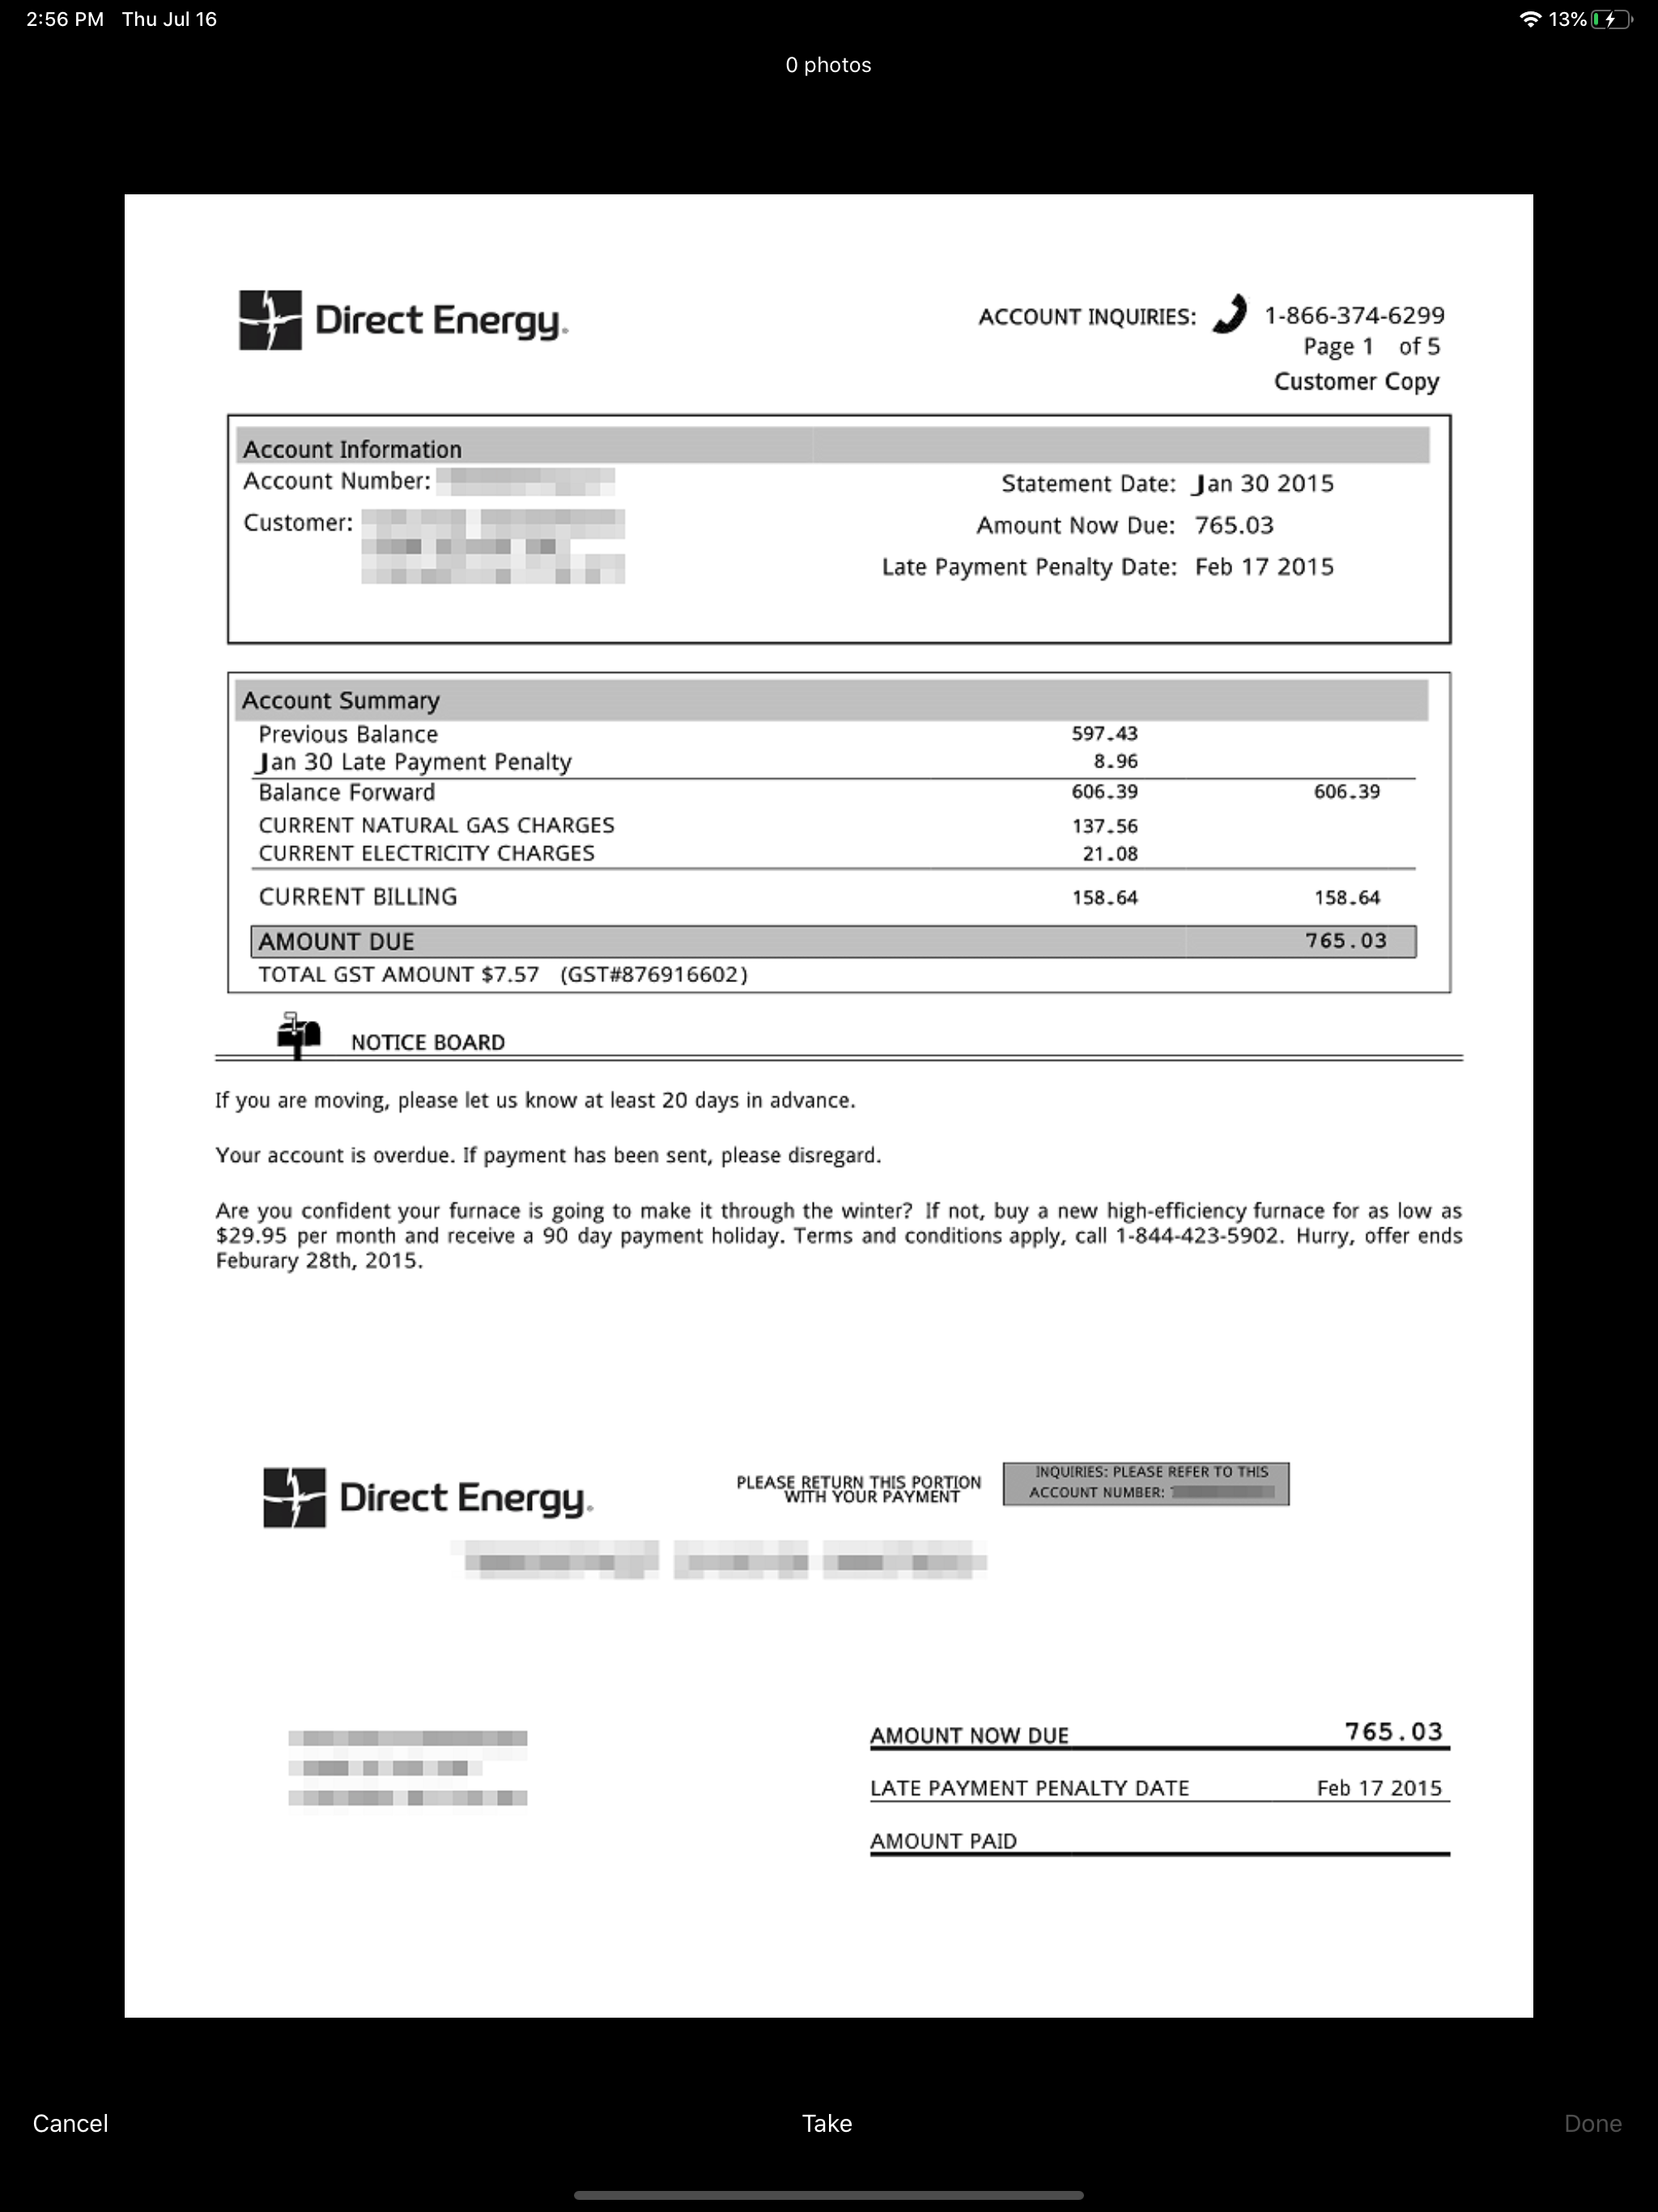 2:56 PM Thu Jul 16
13%
0 photos
Direct Energy.
ACCOUNT INQUIRIES: 1-866-374-6299
Page 1 of 5
Customer Copy
Account Information
Account Number:
Statement Date: Jan 30 2015
Customer:
Amount Now Due: 765.03
Late Payment Penalty Date: Feb 17 2015
Account Summary
Previous Balance 597.43
Jan 30 Late Payment Penalty 8.96
Balance Forward 606.39 606.39
CURRENT NATURAL GAS CHARGES 137.56
CURRENT ELECTRICITY CHARGES 21.08
CURRENT BILLING 158.64 158.64
AMOUNT DUE 765.03
TOTAL GST AMOUNT $7.57 (GST#876916602)
NOTICE BOARD
If you are moving, please let us know at least 20 days in advance.
Your account is overdue. If payment has been sent, please disregard.
Are you confident your furnace is going to make it through the winter? If not, buy a new high-efficiency furnace for as low as
$29.95 per month and receive a 90 day payment holiday. Terms and conditions apply, call 1-844-423-5902. Hurry, offer ends
Feburary 28th, 2015.
Direct Energy.
PLEASE RETURN THIS PORTION
WITH YOUR PAYMENT
INQUIRIES: PLEASE REFER TO THIS
ACCOUNT NUMBER:
AMOUNT NOW DUE 765.03
LATE PAYMENT PENALTY DATE Feb 17 2015
AMOUNT PAID
Cancel
Take
Done